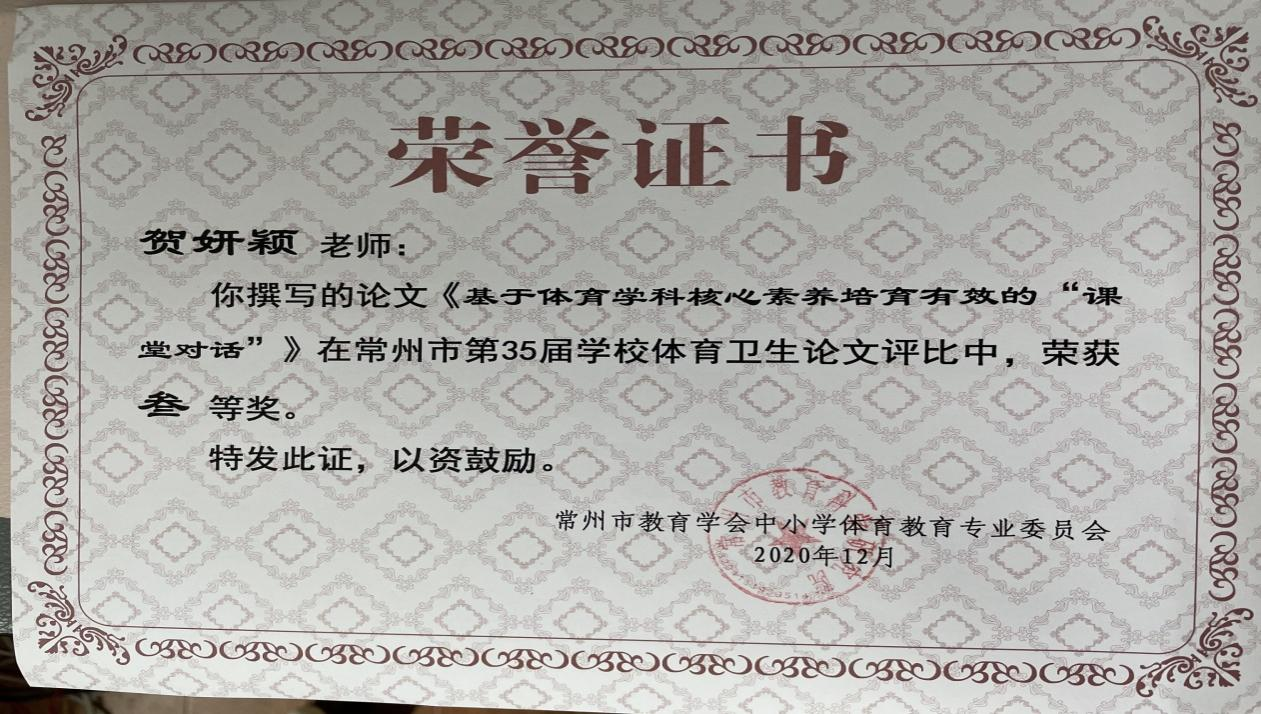 荣誉证书
贺妍颖 老师：
你撰写的论文《基于体育学科核心素养培育有效的“课
堂对话”》在常州市第35届学校体育卫生论文评比中，荣获
叁 等奖。
特发此证，以资鼓励。
常州市教育学会中小学体育教育专业委员会
2020年12月